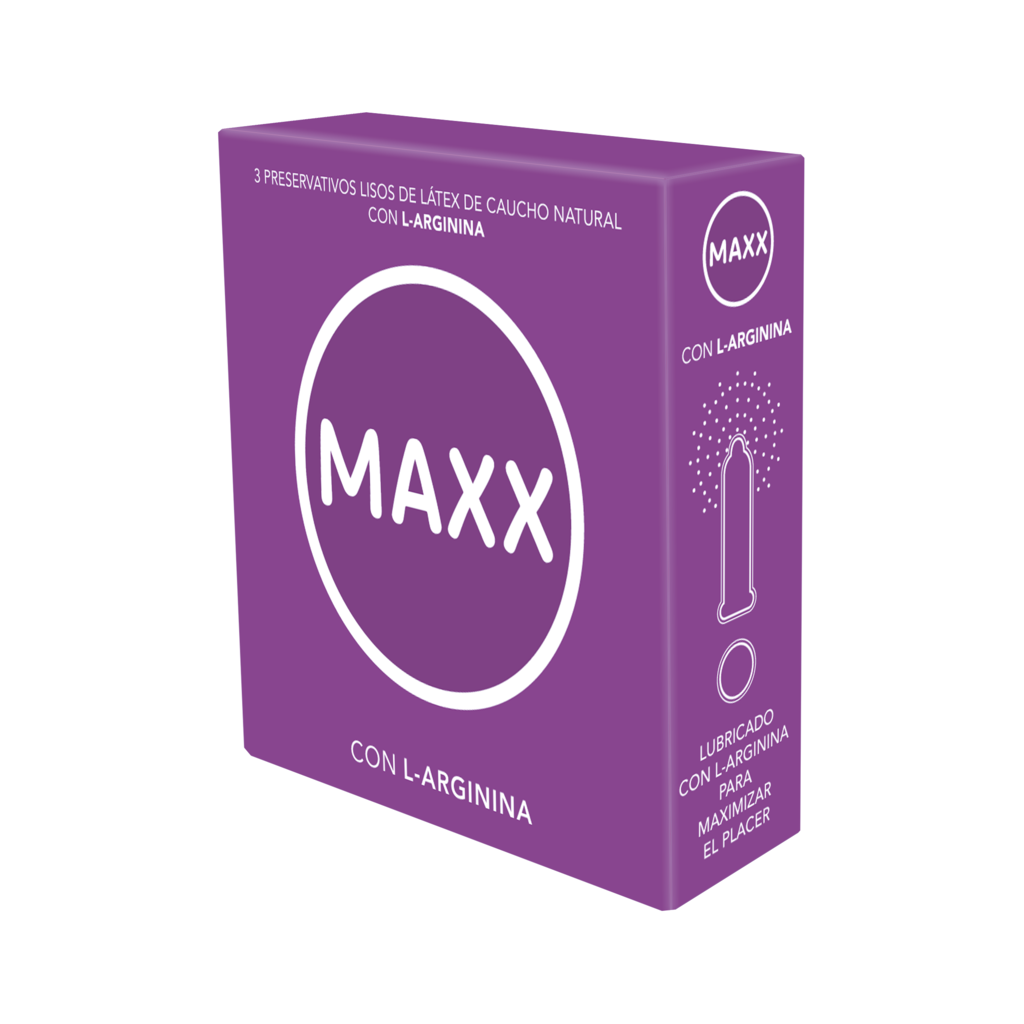 3 PRESERVATIVOS LISOS DE LÁTEX DE CAUCHO NATURAL
CON L-ARGININA
MAXX
CON L-ARGININA
MAXX
CON L-ARGININA
LUBRICADO
CON L-ARGININA
PARA
MAXIMIZAR
EL PLACER